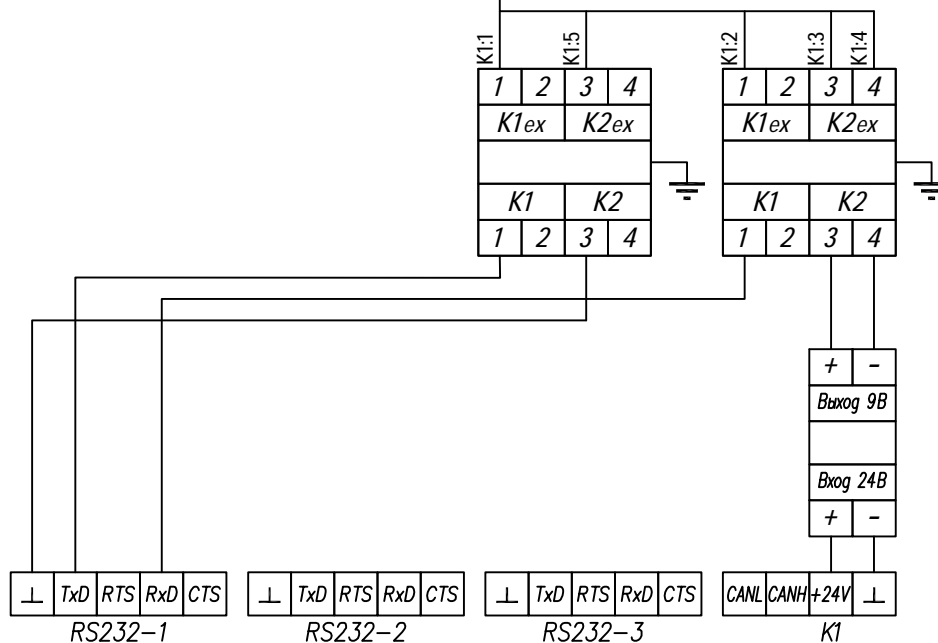 K1:1 K1:5 K1:2 K1:3 K1:4
1 2 3 4 1 2 3 4
K1ex K2ex K1ex K2ex
K1 K2 K1 K2
1 2 3 4 1 2 3 4
+ -
Выход 9В
Вход 24В
+ -
⊥ TxD RTS RxD CTS ⊥ TxD RTS RxD CTS ⊥ TxD RTS RxD CTS CANL CANH +24V ⊥
RS232-1 RS232-2 RS232-3 K1